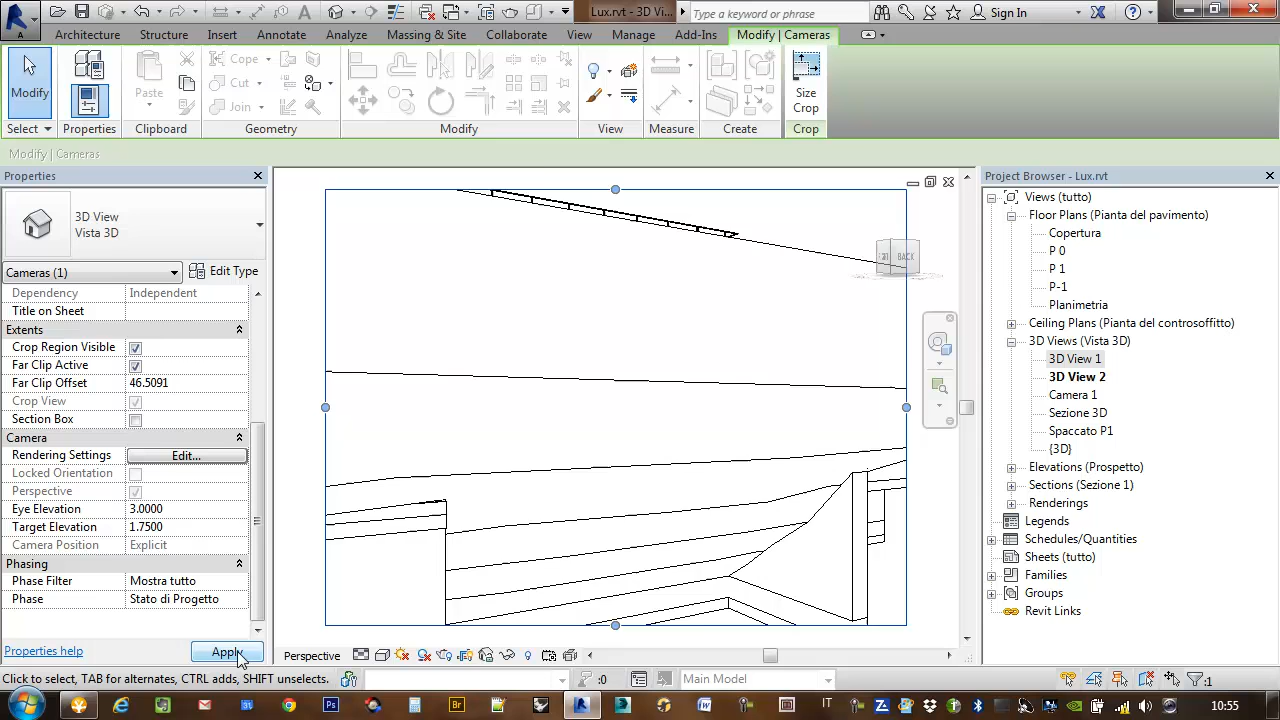 A
Lux.rvt - 3D Vi...
Type a keyword or phrase
Sign In
Architecture Structure Insert Annotate Analyze Massing & Site Collaborate View Manage Add-Ins Modify | Cameras
Modify
Paste
Cope
Cut
Join
Size
Crop
Select Properties Clipboard Geometry Modify View Measure Create Crop
Modify | Cameras
Properties
3D View
Vista 3D
Cameras (1)
Edit Type
Dependency Independent
Title on Sheet
Extents
Crop Region Visible
Far Clip Active
Far Clip Offset 46.5091
Crop View
Section Box
Camera
Rendering Settings Edit...
Locked Orientation
Perspective
Eye Elevation 3.0000
Target Elevation 1.7500
Camera Position Explicit
Phasing
Phase Filter Mostra tutto
Phase Stato di Progetto
Properties help
Apply
BACK
Perspective
Project Browser - Lux.rvt
Views (tutto)
Floor Plans (Pianta del pavimento)
Copertura
P 0
P 1
P-1
Planimetria
Ceiling Plans (Pianta del controsoffitto)
3D Views (Vista 3D)
3D View 1
3D View 2
Camera 1
Sezione 3D
Spaccato P1
{3D}
Elevations (Prospetto)
Sections (Sezione 1)
Renderings
Legends
Schedules/Quantities
Sheets (tutto)
Families
Groups
Revit Links
Click to select, TAB for alternates, CTRL adds, SHIFT unselects.
:0
Main Model
:1
Ps
Br
IT
10:55